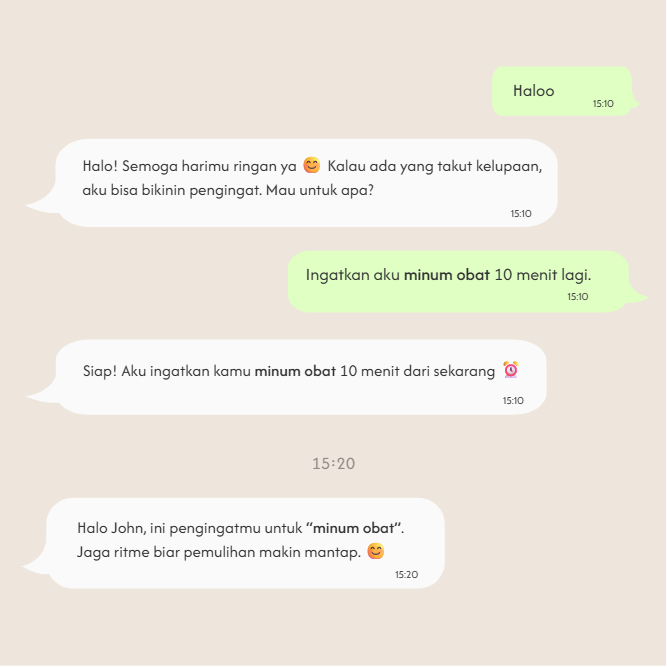 Haloo
15:10
Halo! Semoga harimu ringan ya 😊 Kalau ada yang takut kelupaan,
aku bisa bikinin pengingat. Mau untuk apa?
15:10
Ingatkan aku minum obat 10 menit lagi.
15:10
Siap! Aku ingatkan kamu minum obat 10 menit dari sekarang ⏰
15:10
15:20
Halo John, ini pengingatmu untuk “minum obat”.
Jaga ritme biar pemulihan makin mantap. 😊
15:20